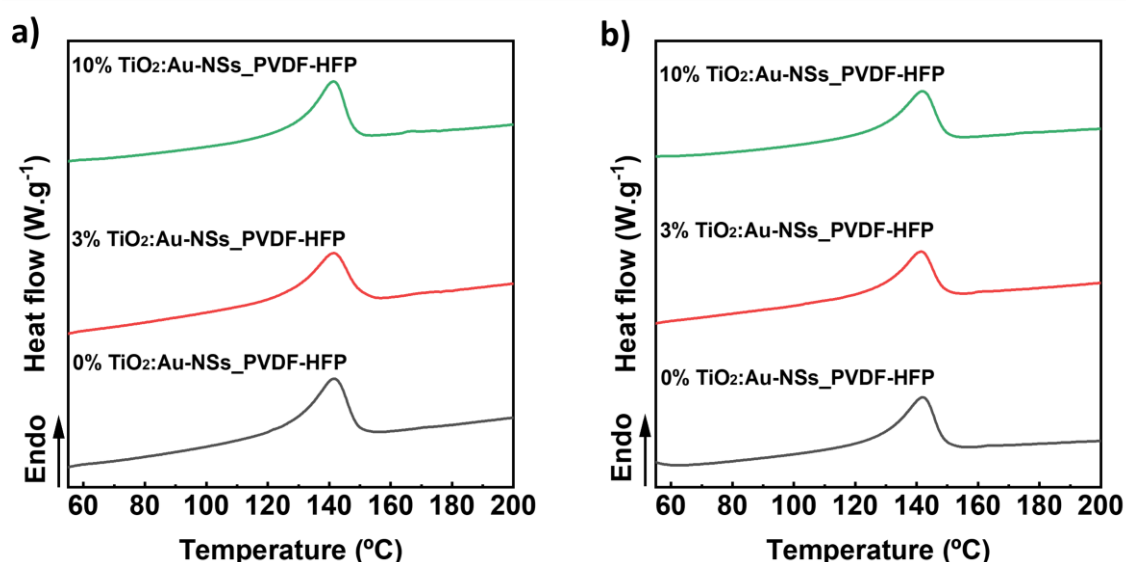 a)
10% TiO2:Au-NSs_PVDF-HFP
3% TiO2:Au-NSs_PVDF-HFP
0% TiO2:Au-NSs_PVDF-HFP
Heat flow (W.g-1)
Endo
60 80 100 120 140 160 180 200
Temperature (ºC)
b)
10% TiO2:Au-NSs_PVDF-HFP
3% TiO2:Au-NSs_PVDF-HFP
0% TiO2:Au-NSs_PVDF-HFP
Heat flow (W.g-1)
Endo
60 80 100 120 140 160 180 200
Temperature (ºC)